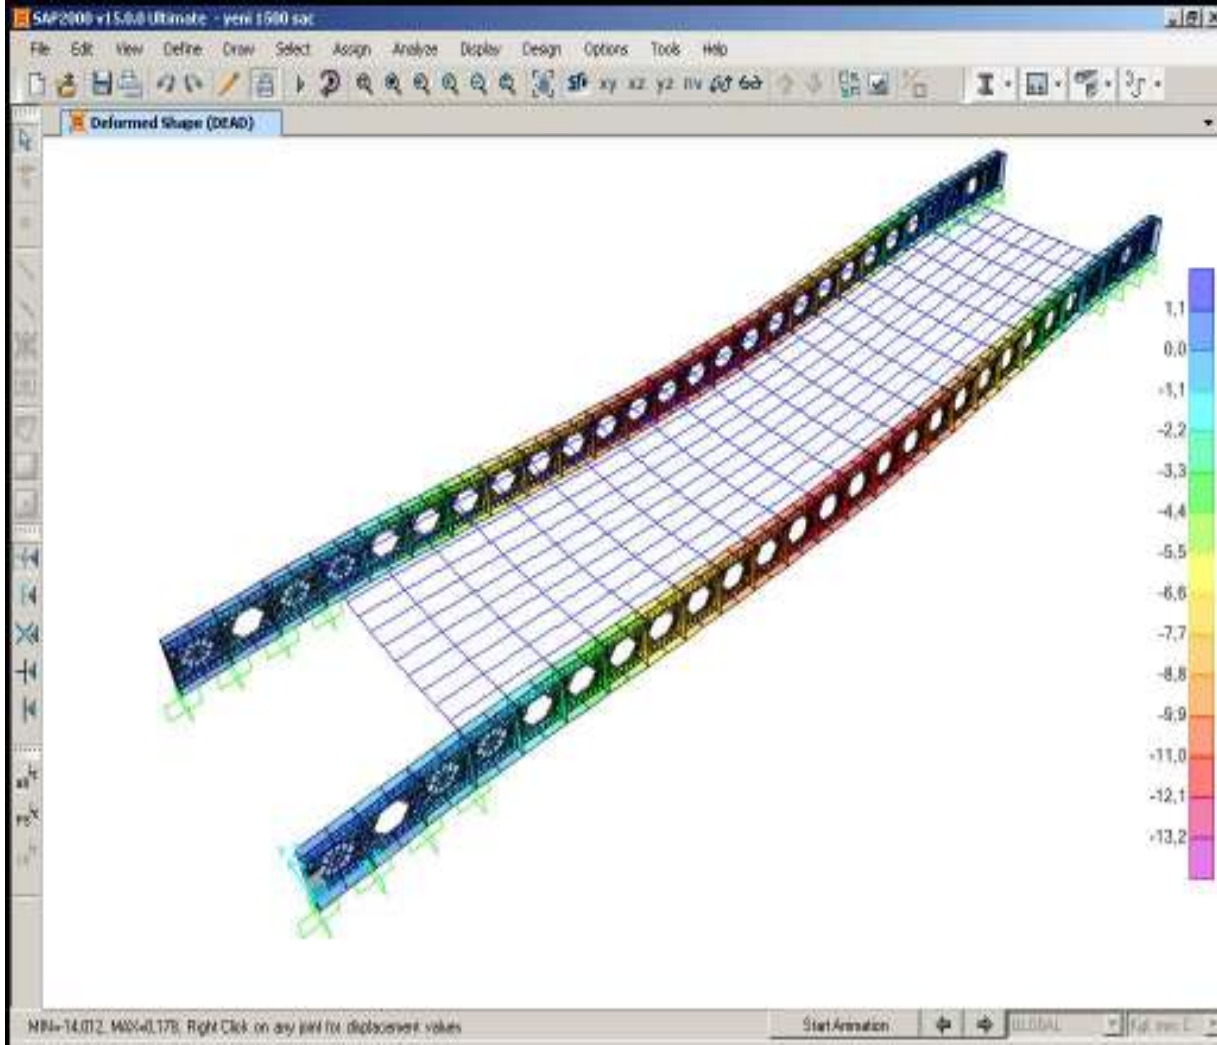 SAP2000 v15.0.0 Ultimate - yeni 1500 sac
File Edit View Define Draw Select Assign Analyze Display Design Options Tools Help
xy xz yz nv
Deformed Shape (DEAD)
1,1
0,0
-1,1
-2,2
-3,3
-4,4
-5,5
-6,6
-7,7
-8,8
-9,9
-11,0
-12,1
-13,2
MIN=-14,012, MAX=0,178, Right Click on any joint for displacement values
Start Animation
GLOBAL